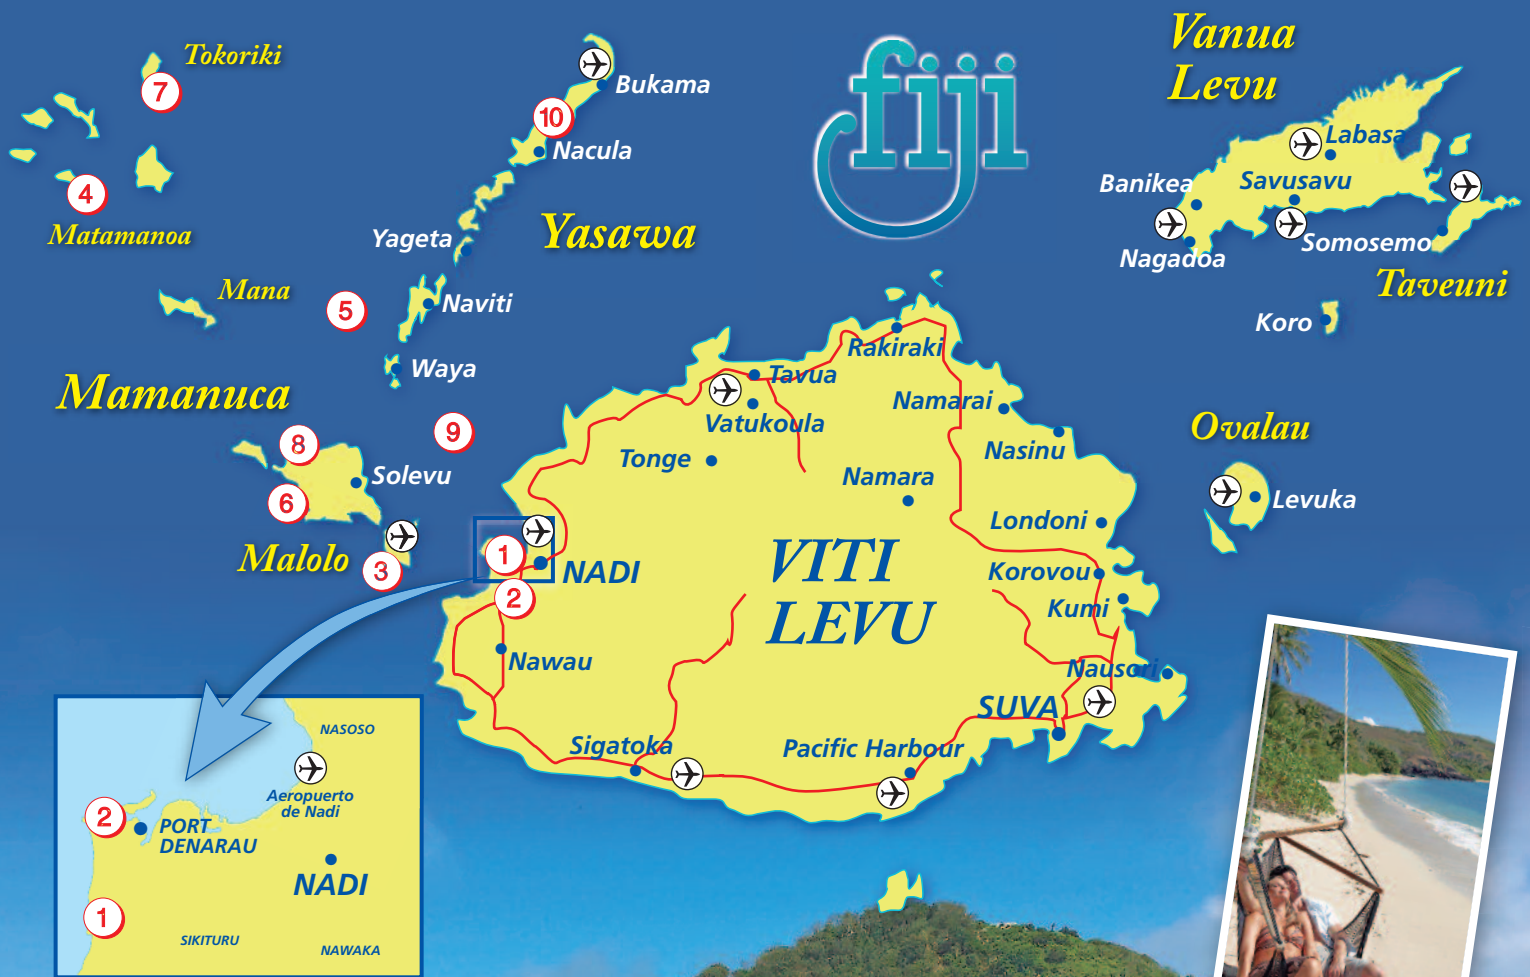 Tokoriki
7
4
Matamanoa
Mana
5
Mamanuca
8
6
Solevu
9
Malolo
3
Bukama
10
Nacula
Yasawa
Yageta
Naviti
Waya
fiji
Vanua
Levu
Labasa
Banikea
Savusavu
Nagadoa
Somosemo
Taveuni
Koro
Ovalau
Levuka
Rakiraki
Tavua
Vatukoula
Namarai
Nasinu
Tonge
Namara
Londoni
1
NADI
2
VITI
LEVU
Korovou
Kumi
Nawau
Nausori
SUVA
Sigatoka
Pacific Harbour
NASOSO
Aeropuerto
de Nadi
2
PORT
DENARAU
NADI
1
SIKITURU
NAWAKA